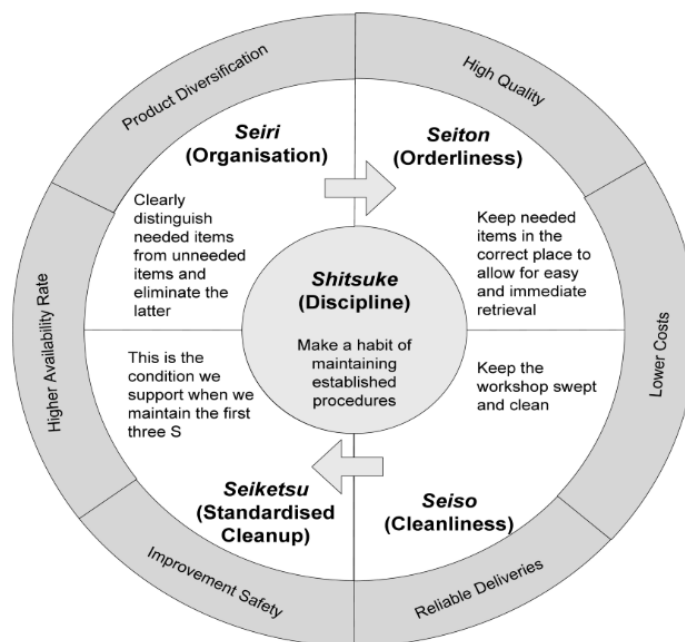 Product Diversification
High Quality
Seiri
(Organisation)
Seiton
(Orderliness)
Clearly
distinguish
needed items
from unneeded
items and
eliminate the
latter
Keep needed
items in the
correct place to
allow for easy
and immediate
retrieval
Shitsuke
(Discipline)
Make a habit of
maintaining
established
procedures
Higher Availability Rate
Lower Costs
This is the
condition we
support when we
maintain the first
three S
Keep the
workshop swept
and clean
Seiketsu
(Standardised
Cleanup)
Seiso
(Cleanliness)
Improvement Safety
Reliable Deliveries